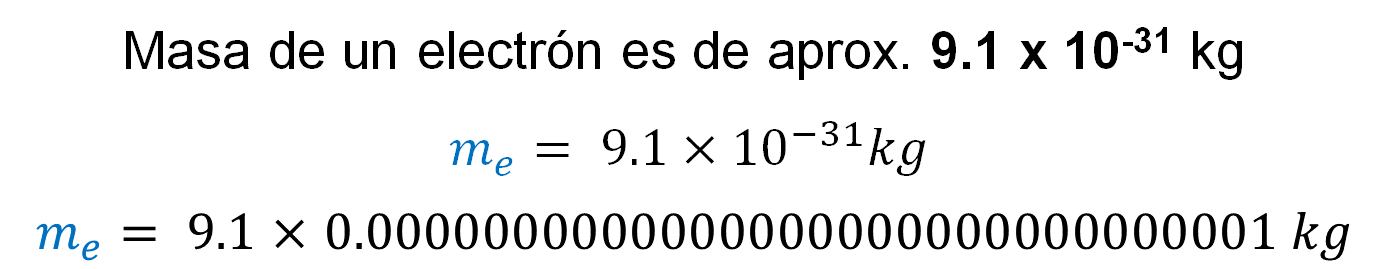 Masa de un electrón es de aprox. 9.1 x 10⁻³¹ kg
mₑ = 9.1 × 10⁻³¹kg
mₑ = 9.1 × 0.0000000000000000000000000000001 kg